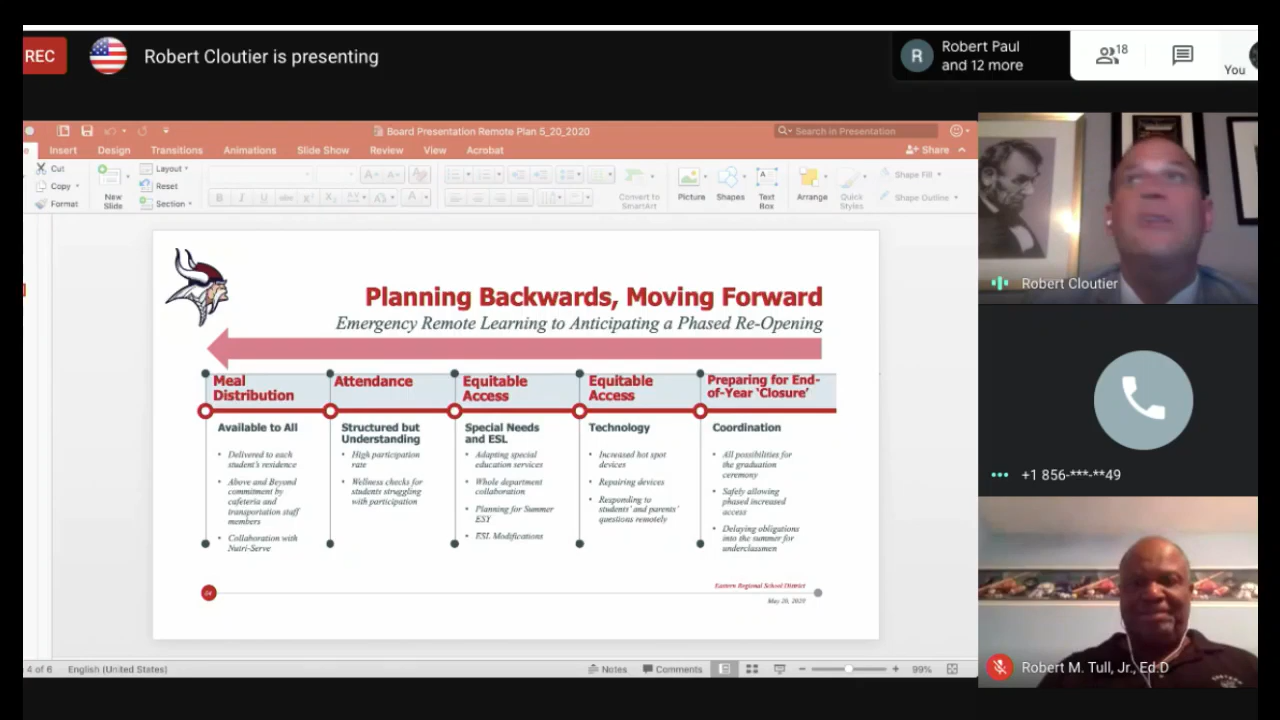 REC
Robert Cloutier is presenting
R
Robert Paul
and 12 more
18
You
Board Presentation Remote Plan 5_20_2020
Search in Presentation
Insert Design Transitions Animations Slide Show Review View Acrobat
Share
Cut
Copy
Format
New
Slide
Layout
Reset
Section
Convert to
SmartArt
Picture
Shapes
Text
Box
Arrange
Quick
Styles
Shape Fill
Shape Outline
Planning Backwards, Moving Forward
Emergency Remote Learning to Anticipating a Phased Re-Opening
Meal
Distribution
Available to All
• Delivered to each
student's residence
• Above and Beyond
commitment by
cafeteria and
transportation staff
members
• Collaboration with
Nutri-Serve
Attendance
Structured but
Understanding
• High participation
rate
• Wellness checks for
students struggling
with participation
Equitable
Access
Special Needs
and ESL
• Adapting special
education services
• Whole department
collaboration
• Planning for Summer
ESY
• ESL Modifications
Equitable
Access
Technology
• Increased hot spot
devices
• Repairing devices
• Responding to
students' and parents'
questions remotely
Preparing for End-
of-Year 'Closure'
Coordination
• All possibilities for
the graduation
ceremony
• Safely allowing
phased increased
access
• Delaying obligations
into the summer for
underclassmen
04
Eastern Regional School District
May 20, 2020
4 of 6
English (United States)
Notes
Comments
99%
Robert Cloutier
+1 856-***-**49
Robert M. Tull, Jr., Ed.D